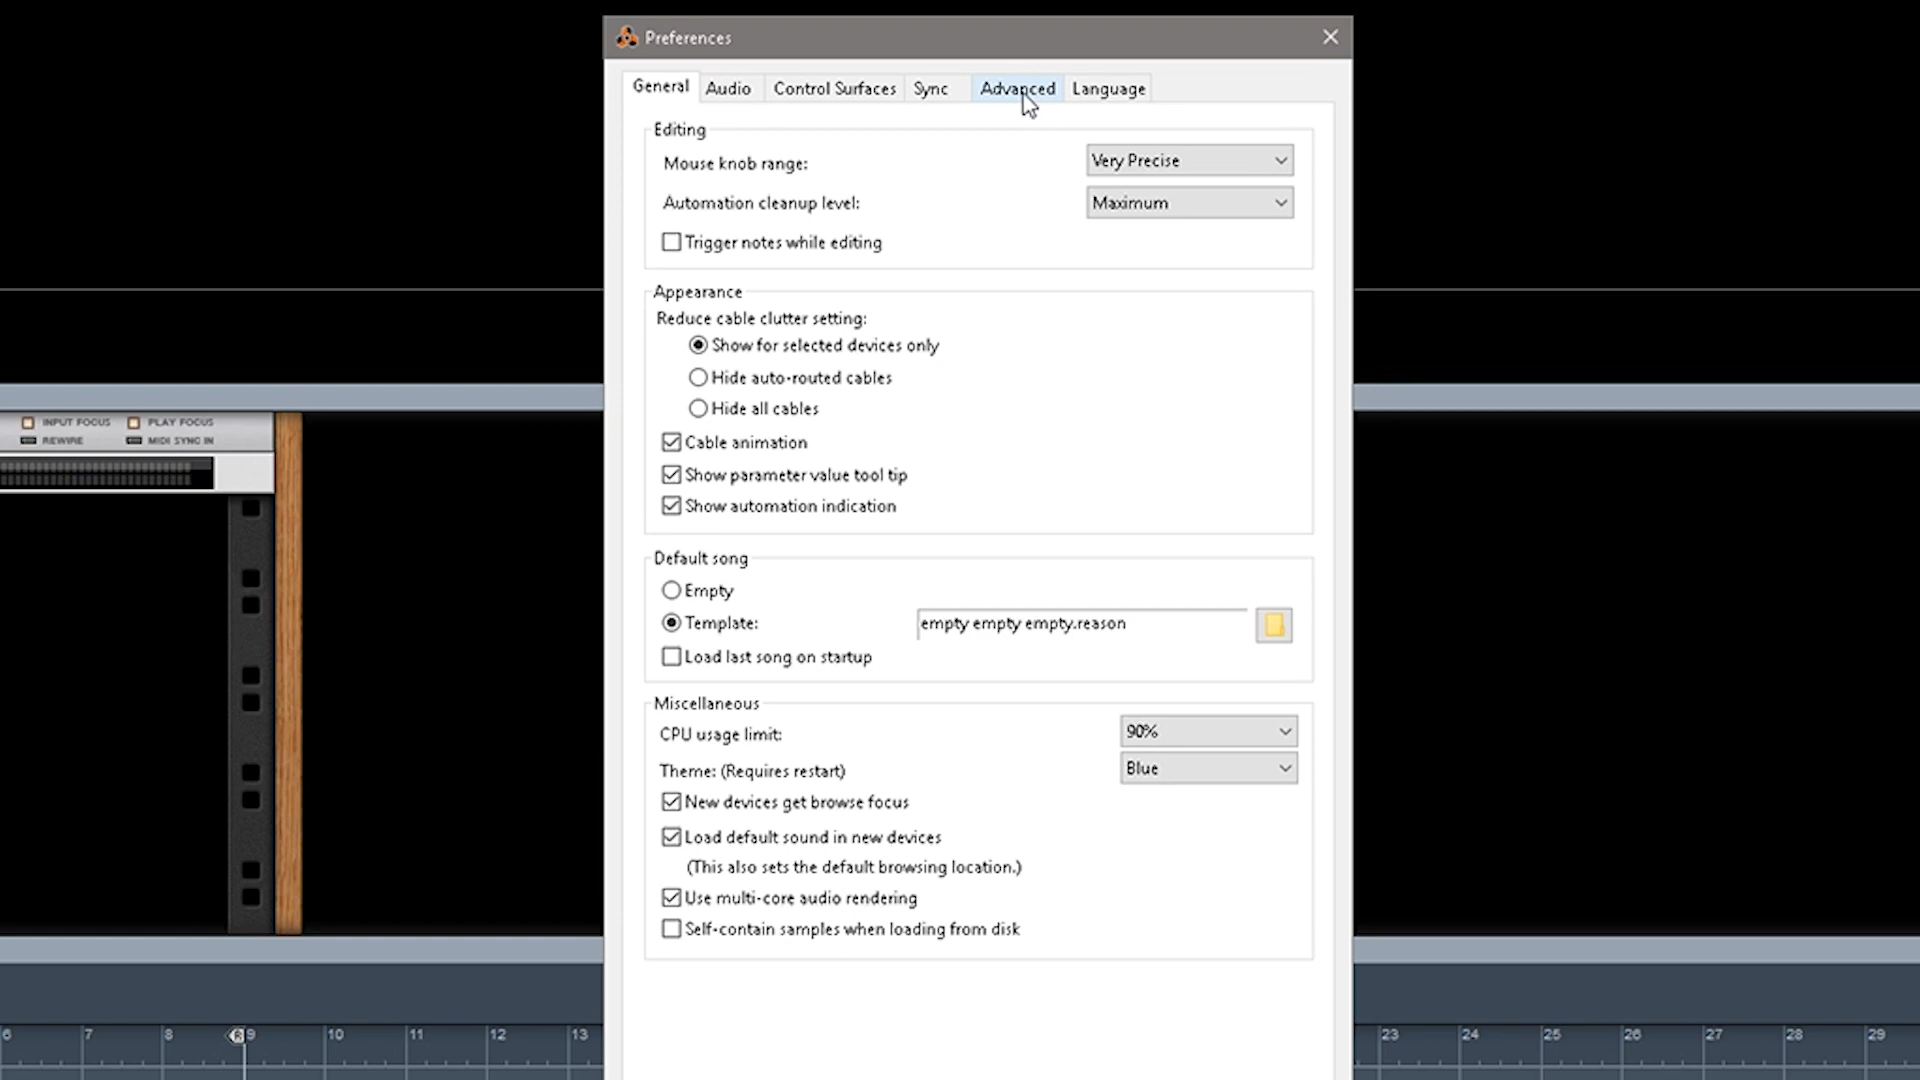 Preferences
General Audio Control Surfaces Sync Advanced Language
Editing
Mouse knob range: Very Precise
Automation cleanup level: Maximum
Trigger notes while editing
Appearance
Reduce cable clutter setting:
Show for selected devices only
Hide auto-routed cables
Hide all cables
Cable animation
Show parameter value tool tip
Show automation indication
Default song
Empty
Template: empty empty empty.reason
Load last song on startup
Miscellaneous
CPU usage limit: 90%
Theme: (Requires restart) Blue
New devices get browse focus
Load default sound in new devices
(This also sets the default browsing location.)
Use multi-core audio rendering
Self-contain samples when loading from disk
INPUT FOCUS PLAY FOCUS
REWIRE MIDI SYNC IN
6 7 8 R 9 10 11 12 13 23 24 25 26 27 28 29